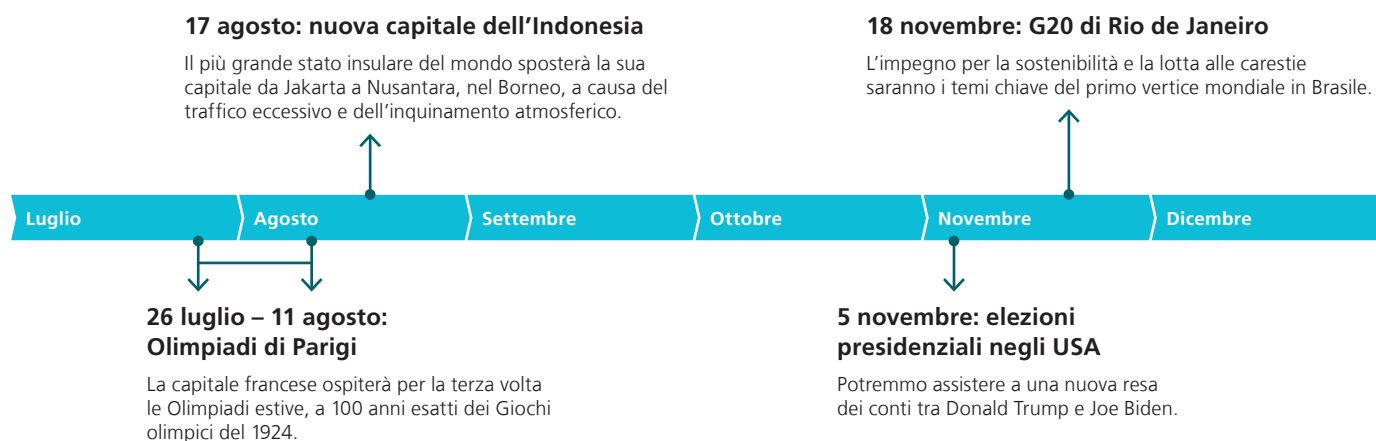 17 agosto: nuova capitale dell’Indonesia
Il più grande stato insulare del mondo sposterà la sua
capitale da Jakarta a Nusantara, nel Borneo, a causa del
traffico eccessivo e dell’inquinamento atmosferico.
18 novembre: G20 di Rio de Janeiro
L’impegno per la sostenibilità e la lotta alle carestie
saranno i temi chiave del primo vertice mondiale in Brasile.
Luglio
Agosto
Settembre
Ottobre
Novembre
Dicembre
26 luglio – 11 agosto:
Olimpiadi di Parigi
La capitale francese ospiterà per la terza volta
le Olimpiadi estive, a 100 anni esatti dei Giochi
olimpici del 1924.
5 novembre: elezioni
presidenziali negli USA
Potremmo assistere a una nuova resa
dei conti tra Donald Trump e Joe Biden.